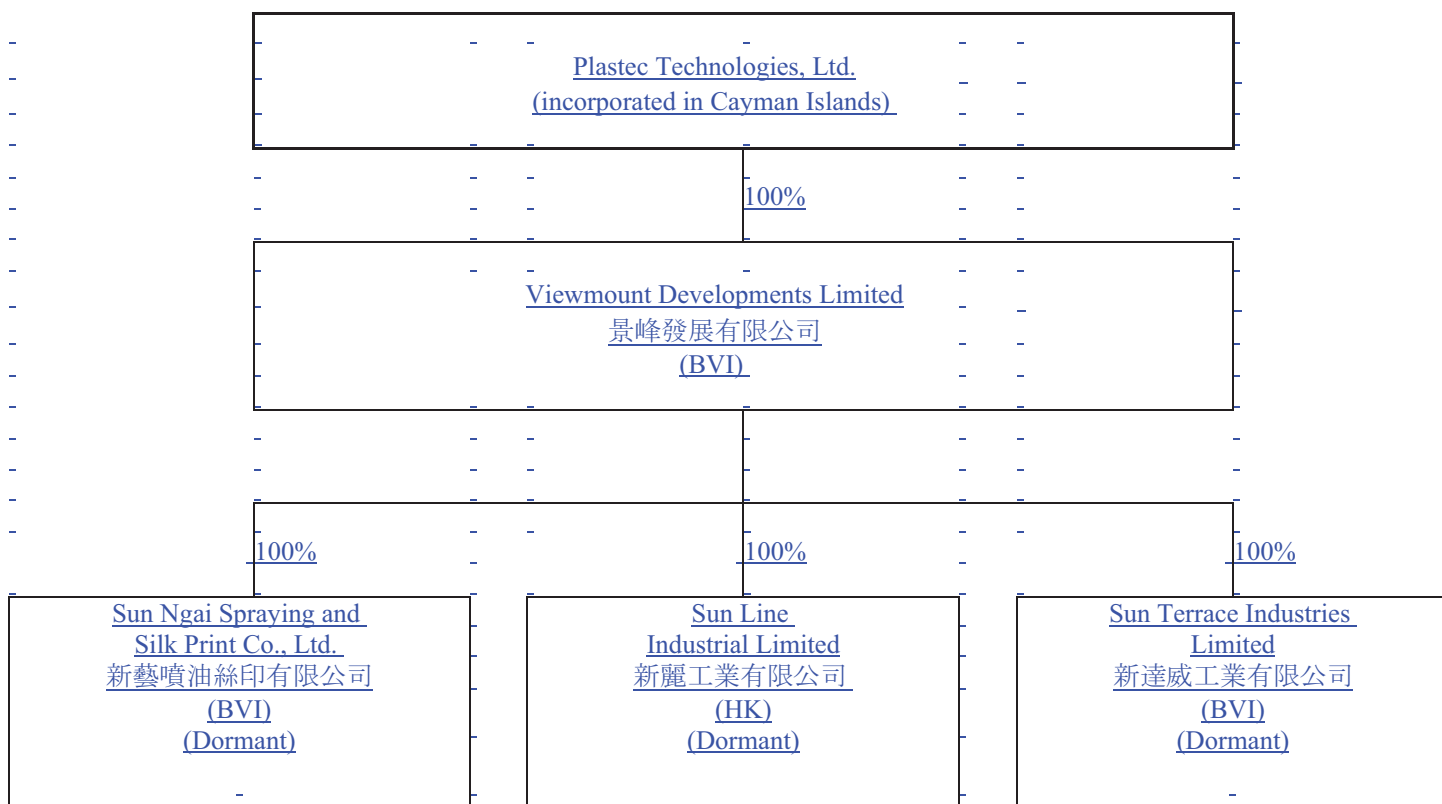 Plastec Technologies, Ltd.
(incorporated in Cayman Islands)
100%
Viewmount Developments Limited
景峰發展有限公司
(BVI)
100%
100%
100%
Sun Ngai Spraying and
Silk Print Co., Ltd.
新藝噴油絲印有限公司
(BVI)
(Dormant)
Sun Line
Industrial Limited
新麗工業有限公司
(HK)
(Dormant)
Sun Terrace Industries
Limited
新達威工業有限公司
(BVI)
(Dormant)